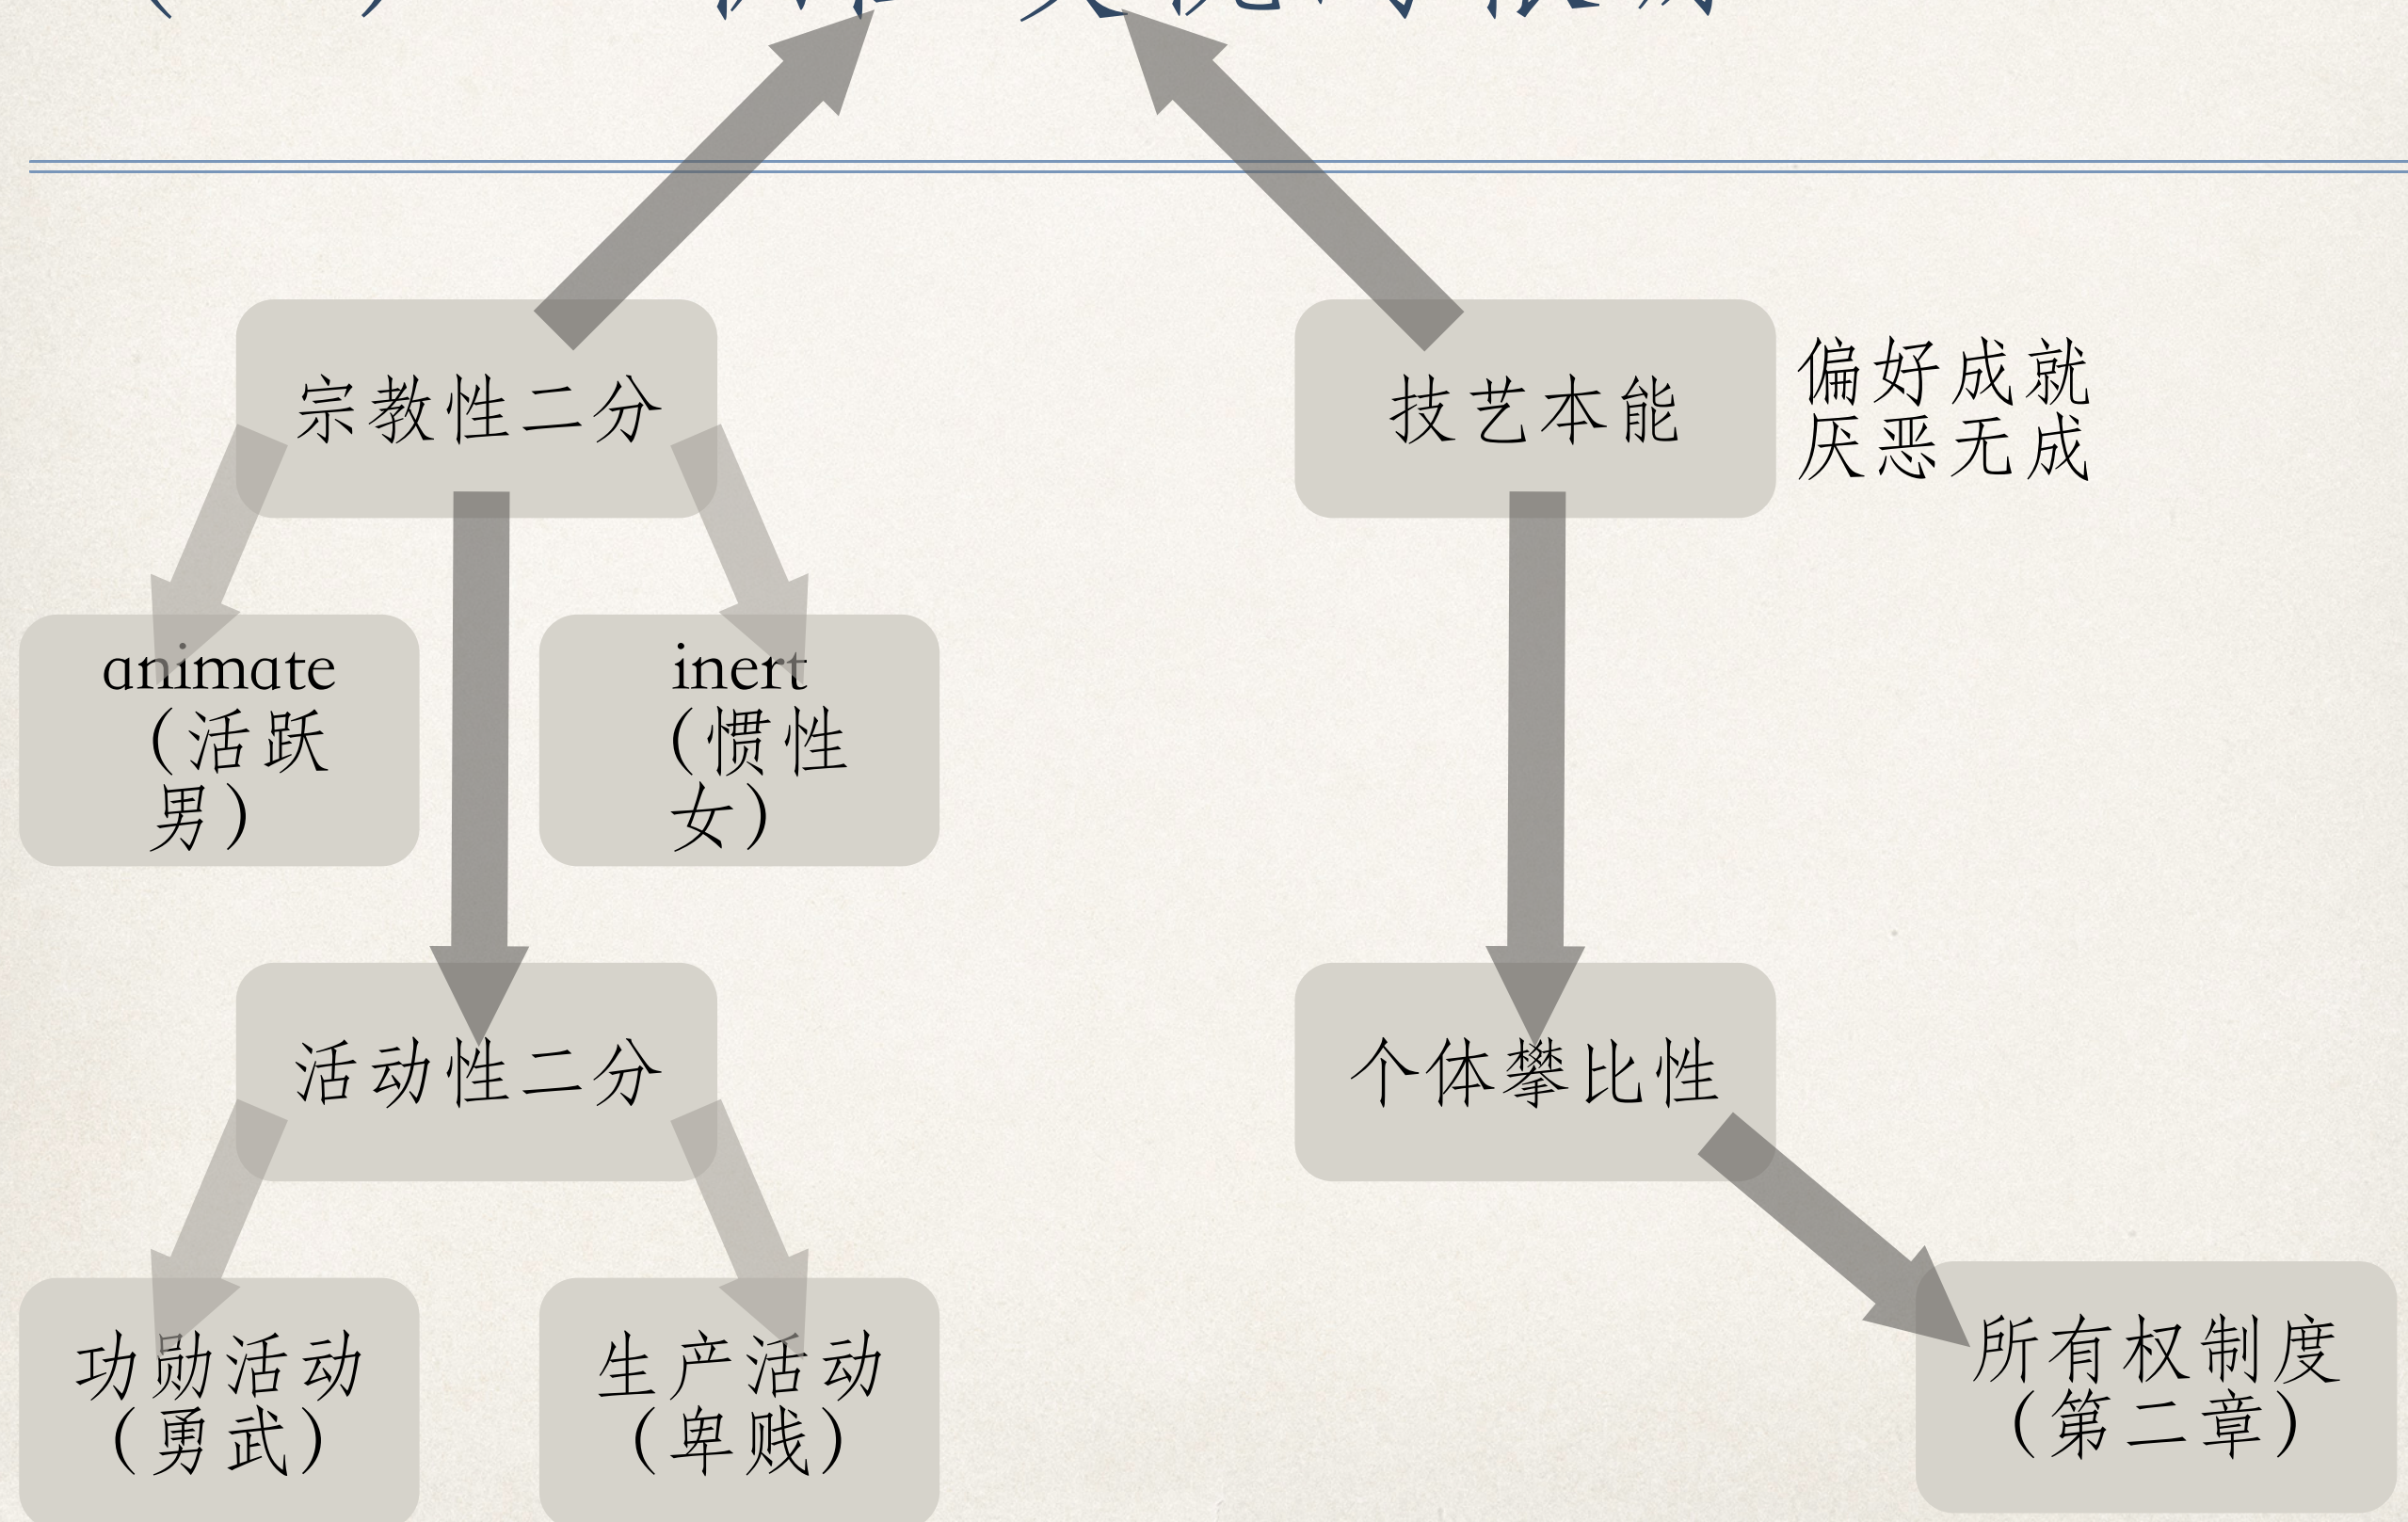 宗教性二分
技艺本能
偏好成就
厌恶无成
animate
（活跃
男）
inert
（惯性
女）
活动性二分
个体攀比性
功勋活动
（勇武）
生产活动
（卑贱）
所有权制度
（第二章）